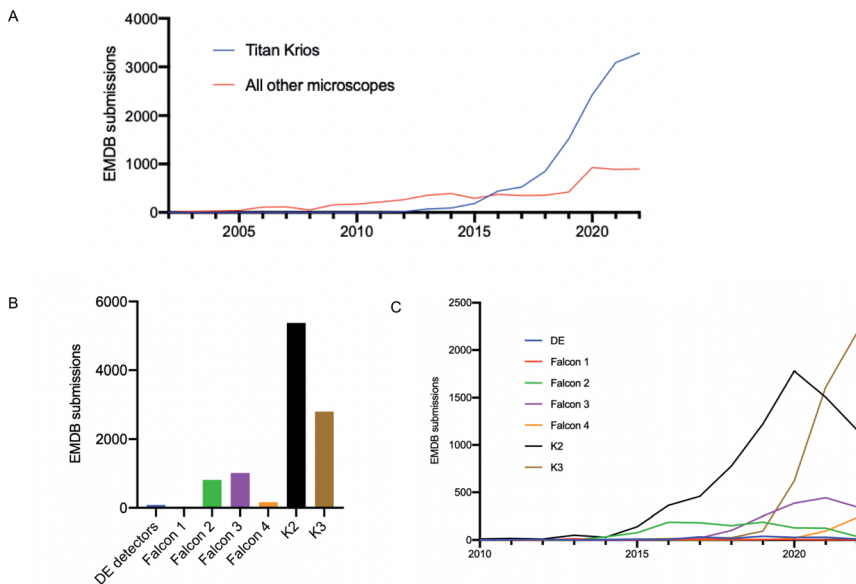 A
4000
3000
2000
1000
0
EMDB submissions
Titan Krios
All other microscopes
2005
2010
2015
2020
B
6000
4000
2000
0
EMDB submissions
DE detectors
Falcon 1
Falcon 2
Falcon 3
Falcon 4
K2
K3
C
2500
2000
1500
1000
500
0
EMDB submissions
DE
Falcon 1
Falcon 2
Falcon 3
Falcon 4
K2
K3
2010
2015
2020